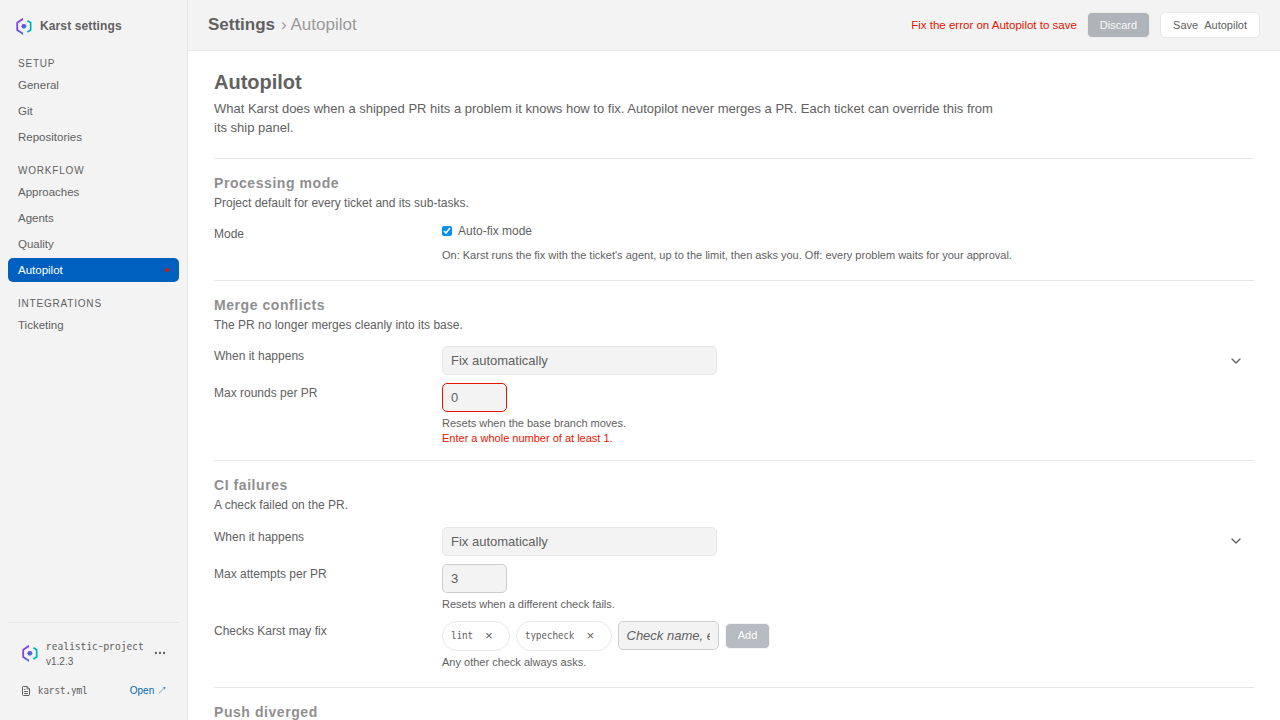 Karst settings
Settings › Autopilot
Fix the error on Autopilot to save
Discard
Save Autopilot
SETUP
General
Git
Repositories
WORKFLOW
Approaches
Agents
Quality
Autopilot
INTEGRATIONS
Ticketing
realistic-project
v1.2.3
karst.yml
Open ↗
Autopilot
What Karst does when a shipped PR hits a problem it knows how to fix. Autopilot never merges a PR. Each ticket can override this from
its ship panel.
Processing mode
Project default for every ticket and its sub-tasks.
Mode
Auto-fix mode
On: Karst runs the fix with the ticket's agent, up to the limit, then asks you. Off: every problem waits for your approval.
Merge conflicts
The PR no longer merges cleanly into its base.
When it happens
Fix automatically
Max rounds per PR
0
Resets when the base branch moves.
Enter a whole number of at least 1.
CI failures
A check failed on the PR.
When it happens
Fix automatically
Max attempts per PR
3
Resets when a different check fails.
Checks Karst may fix
lint ×
typecheck ×
Check name, e
Add
Any other check always asks.
Push diverged